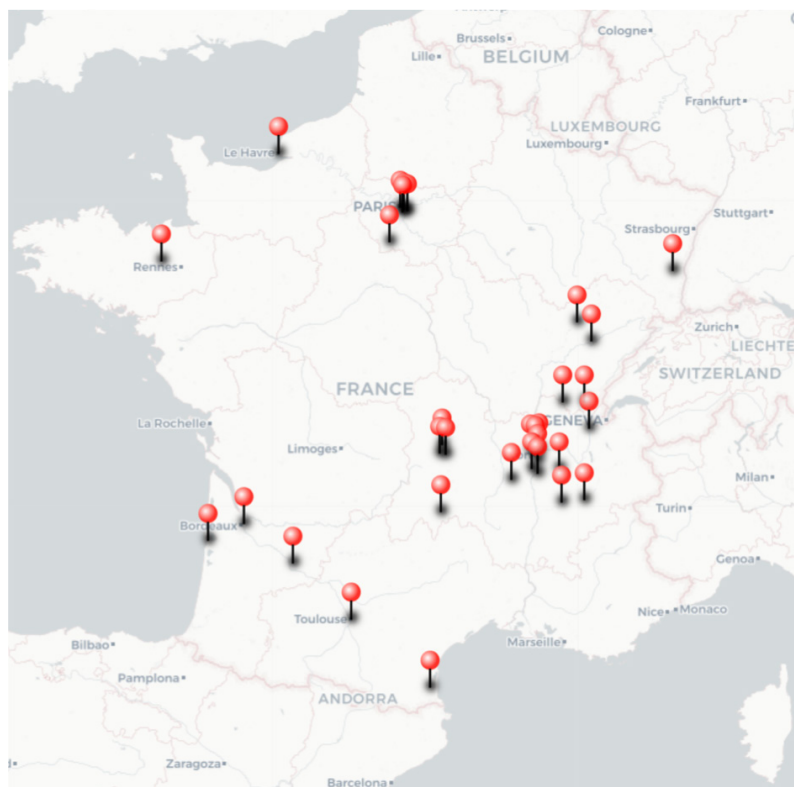 Brussels
Cologne
Lille
BELGIUM
Frankfurt
LUXEMBOURG
Luxembourg
Le Havre
PARIS
Stuttgart
Strasbourg
Rennes
Zurich
LIECHTE
SWITZERLAND
FRANCE
La Rochelle
GENEVA
Limoges
Milan
Turin
Bordeaux
Genoa
Toulouse
Nice
Monaco
Marseille
Bilbao
Pamplona
ANDORRA
Zaragoza
Barcelona